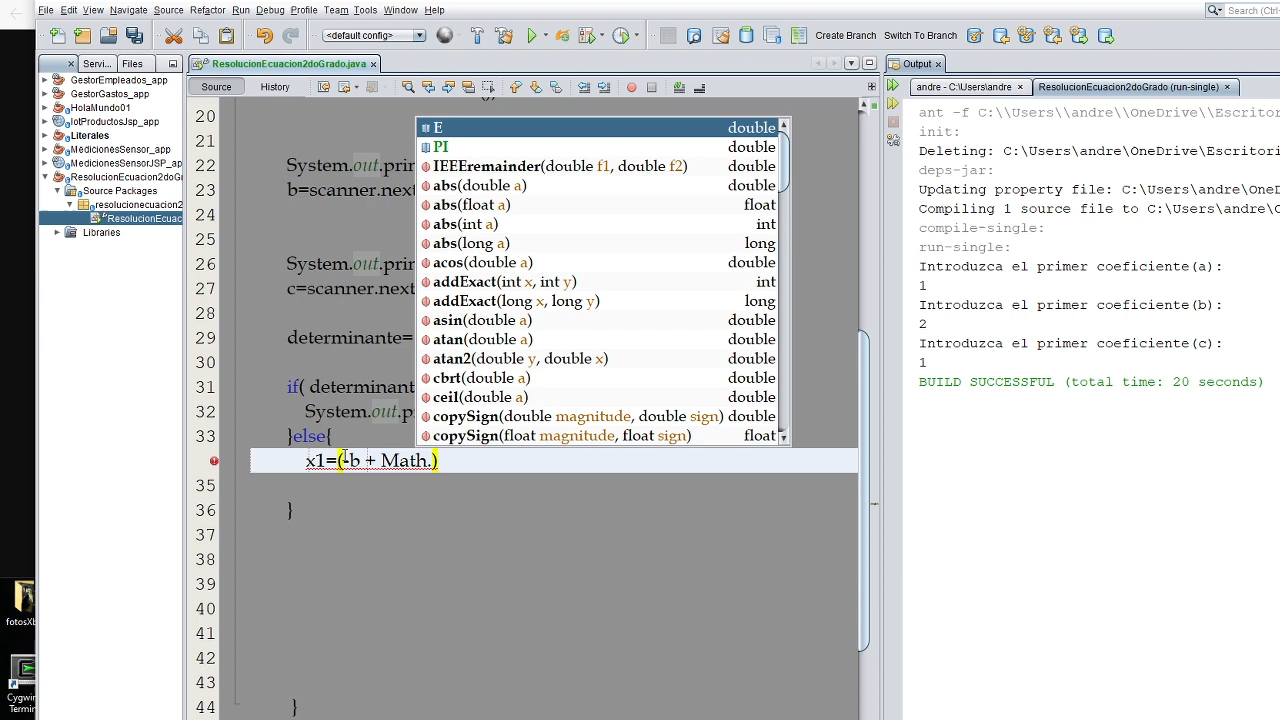 File Edit View Navigate Source Refactor Run Debug Profile Team Tools Window Help
Search (Ctrl+
<default config>
Create Branch Switch To Branch
Servi... Files
ResolucionEcuacion2doGrado.java
Output
Source History
andre - C:\Users\andre
ResolucionEcuacion2doGrado (run-single)
GestorEmpleados_app
GestorGastos_app
HolaMundo01
IotProductosJsp_app
Literales
MedicionesSensor_app
MedicionesSensorJSP_app
ResolucionEcuacion2doG
Source Packages
resolucionecuacion2
ResolucionEcuac
Libraries
20
21
22 System.out.prin
23 b=scanner.next
24
25
26 System.out.prin
27 c=scanner.next
28
29 determinante=
30
31 if( determinant
32 System.out.p
33 }else{
x1=(-b + Math.)
35
36 }
37
38
39
40
41
42
43
44 }
E double
PI double
IEEEremainder(double f1, double f2) double
abs(double a) double
abs(float a) float
abs(int a) int
abs(long a) long
acos(double a) double
addExact(int x, int y) int
addExact(long x, long y) long
asin(double a) double
atan(double a) double
atan2(double y, double x) double
cbrt(double a) double
ceil(double a) double
copySign(double magnitude, double sign) double
copySign(float magnitude, float sign) float
ant -f C:\\Users\\andre\\OneDrive\\Escritori
init:
Deleting: C:\Users\andre\OneDrive\Escritori
deps-jar:
Updating property file: C:\Users\andre\OneD
Compiling 1 source file to C:\Users\andre\O
compile-single:
run-single:
Introduzca el primer coeficiente(a):
1
Introduzca el primer coeficiente(b):
2
Introduzca el primer coeficiente(c):
1
BUILD SUCCESSFUL (total time: 20 seconds)
fotosXb
Cygwin